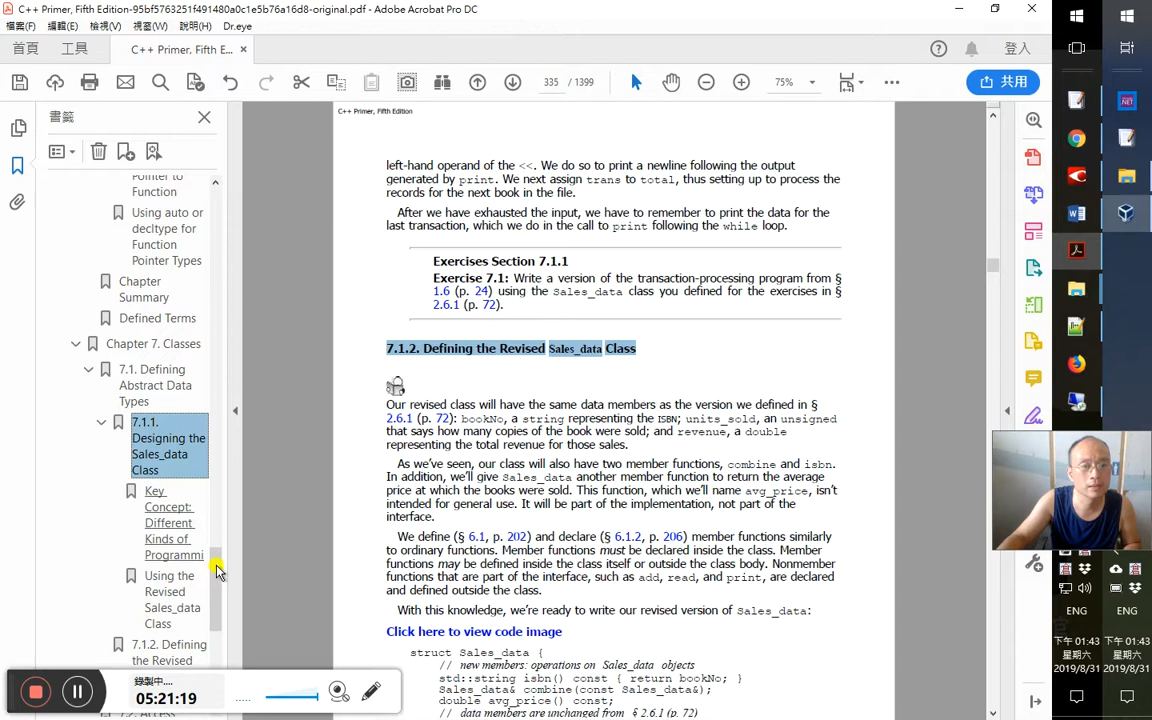 C++ Primer, Fifth Edition-95bf5763251f491480a0c1e5b76a16d8-original.pdf - Adobe Acrobat Pro DC
檔案(F) 編輯(E) 檢視(V) 視窗(W) 說明(H) Dr.eye
首頁 工具 C++ Primer, Fifth E... × 登入
335 / 1399 75% 共用
書籤
Pointer to
Function
Using auto or
decltype for
Function
Pointer Types
Chapter
Summary
Defined Terms
Chapter 7. Classes
7.1. Defining
Abstract Data
Types
7.1.1.
Designing the
Sales_data
Class
Key
Concept:
Different
Kinds of
Programmi
Using the
Revised
Sales_data
Class
7.1.2. Defining
the Revised
7.2. Access
C++ Primer, Fifth Edition
left-hand operand of the <<. We do so to print a newline following the output
generated by print. We next assign trans to total, thus setting up to process the
records for the next book in the file.
After we have exhausted the input, we have to remember to print the data for the
last transaction, which we do in the call to print following the while loop.
Exercises Section 7.1.1
Exercise 7.1: Write a version of the transaction-processing program from §
1.6 (p. 24) using the Sales_data class you defined for the exercises in §
2.6.1 (p. 72).
7.1.2. Defining the Revised Sales_data Class
Our revised class will have the same data members as the version we defined in §
2.6.1 (p. 72): bookNo, a string representing the ISBN; units_sold, an unsigned
that says how many copies of the book were sold; and revenue, a double
representing the total revenue for those sales.
As we've seen, our class will also have two member functions, combine and isbn.
In addition, we'll give Sales_data another member function to return the average
price at which the books were sold. This function, which we'll name avg_price, isn't
intended for general use. It will be part of the implementation, not part of the
interface.
We define (§ 6.1, p. 202) and declare (§ 6.1.2, p. 206) member functions similarly
to ordinary functions. Member functions must be declared inside the class. Member
functions may be defined inside the class itself or outside the class body. Nonmember
functions that are part of the interface, such as add, read, and print, are declared
and defined outside the class.
With this knowledge, we're ready to write our revised version of Sales_data:
Click here to view code image
struct Sales_data {
// new members: operations on Sales_data objects
std::string isbn() const { return bookNo; }
Sales_data& combine(const Sales_data&);
double avg_price() const;
// data members are unchanged from § 2.6.1 (p. 72)
錄製中...
05:21:19
.NET
ENG ENG
下午 01:43 下午 01:43
星期六 星期六
2019/8/31 2019/8/31